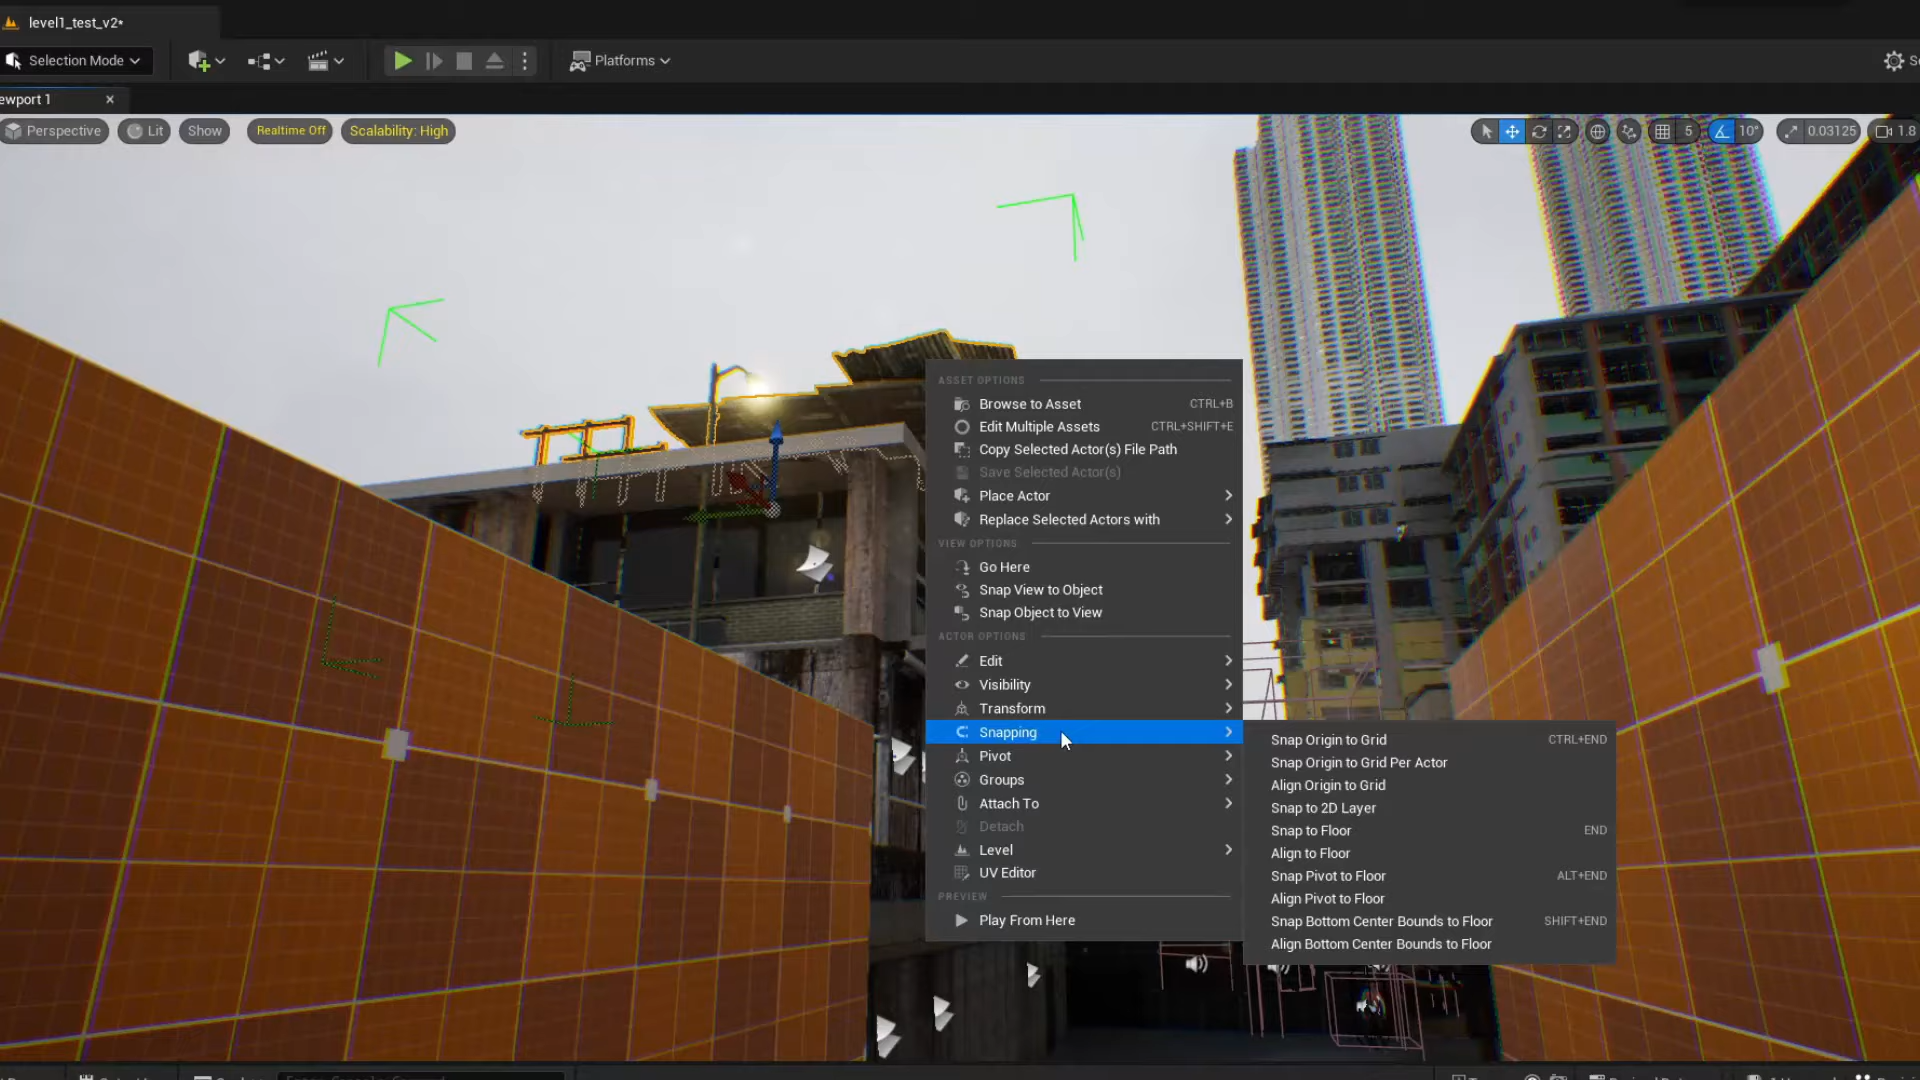 level1_test_v2*
Selection Mode
Platforms
ewport 1
Perspective
Lit
Show
Realtime Off
Scalability: High
5
10°
0.03125
1.8
ASSET OPTIONS
Browse to Asset CTRL+B
Edit Multiple Assets CTRL+SHIFT+E
Copy Selected Actor(s) File Path
Save Selected Actor(s)
Place Actor
Replace Selected Actors with
VIEW OPTIONS
Go Here
Snap View to Object
Snap Object to View
ACTOR OPTIONS
Edit
Visibility
Transform
Snapping
Pivot
Groups
Attach To
Detach
Level
UV Editor
PREVIEW
Play From Here
Snap Origin to Grid CTRL+END
Snap Origin to Grid Per Actor
Align Origin to Grid
Snap to 2D Layer
Snap to Floor END
Align to Floor
Snap Pivot to Floor ALT+END
Align Pivot to Floor
Snap Bottom Center Bounds to Floor SHIFT+END
Align Bottom Center Bounds to Floor